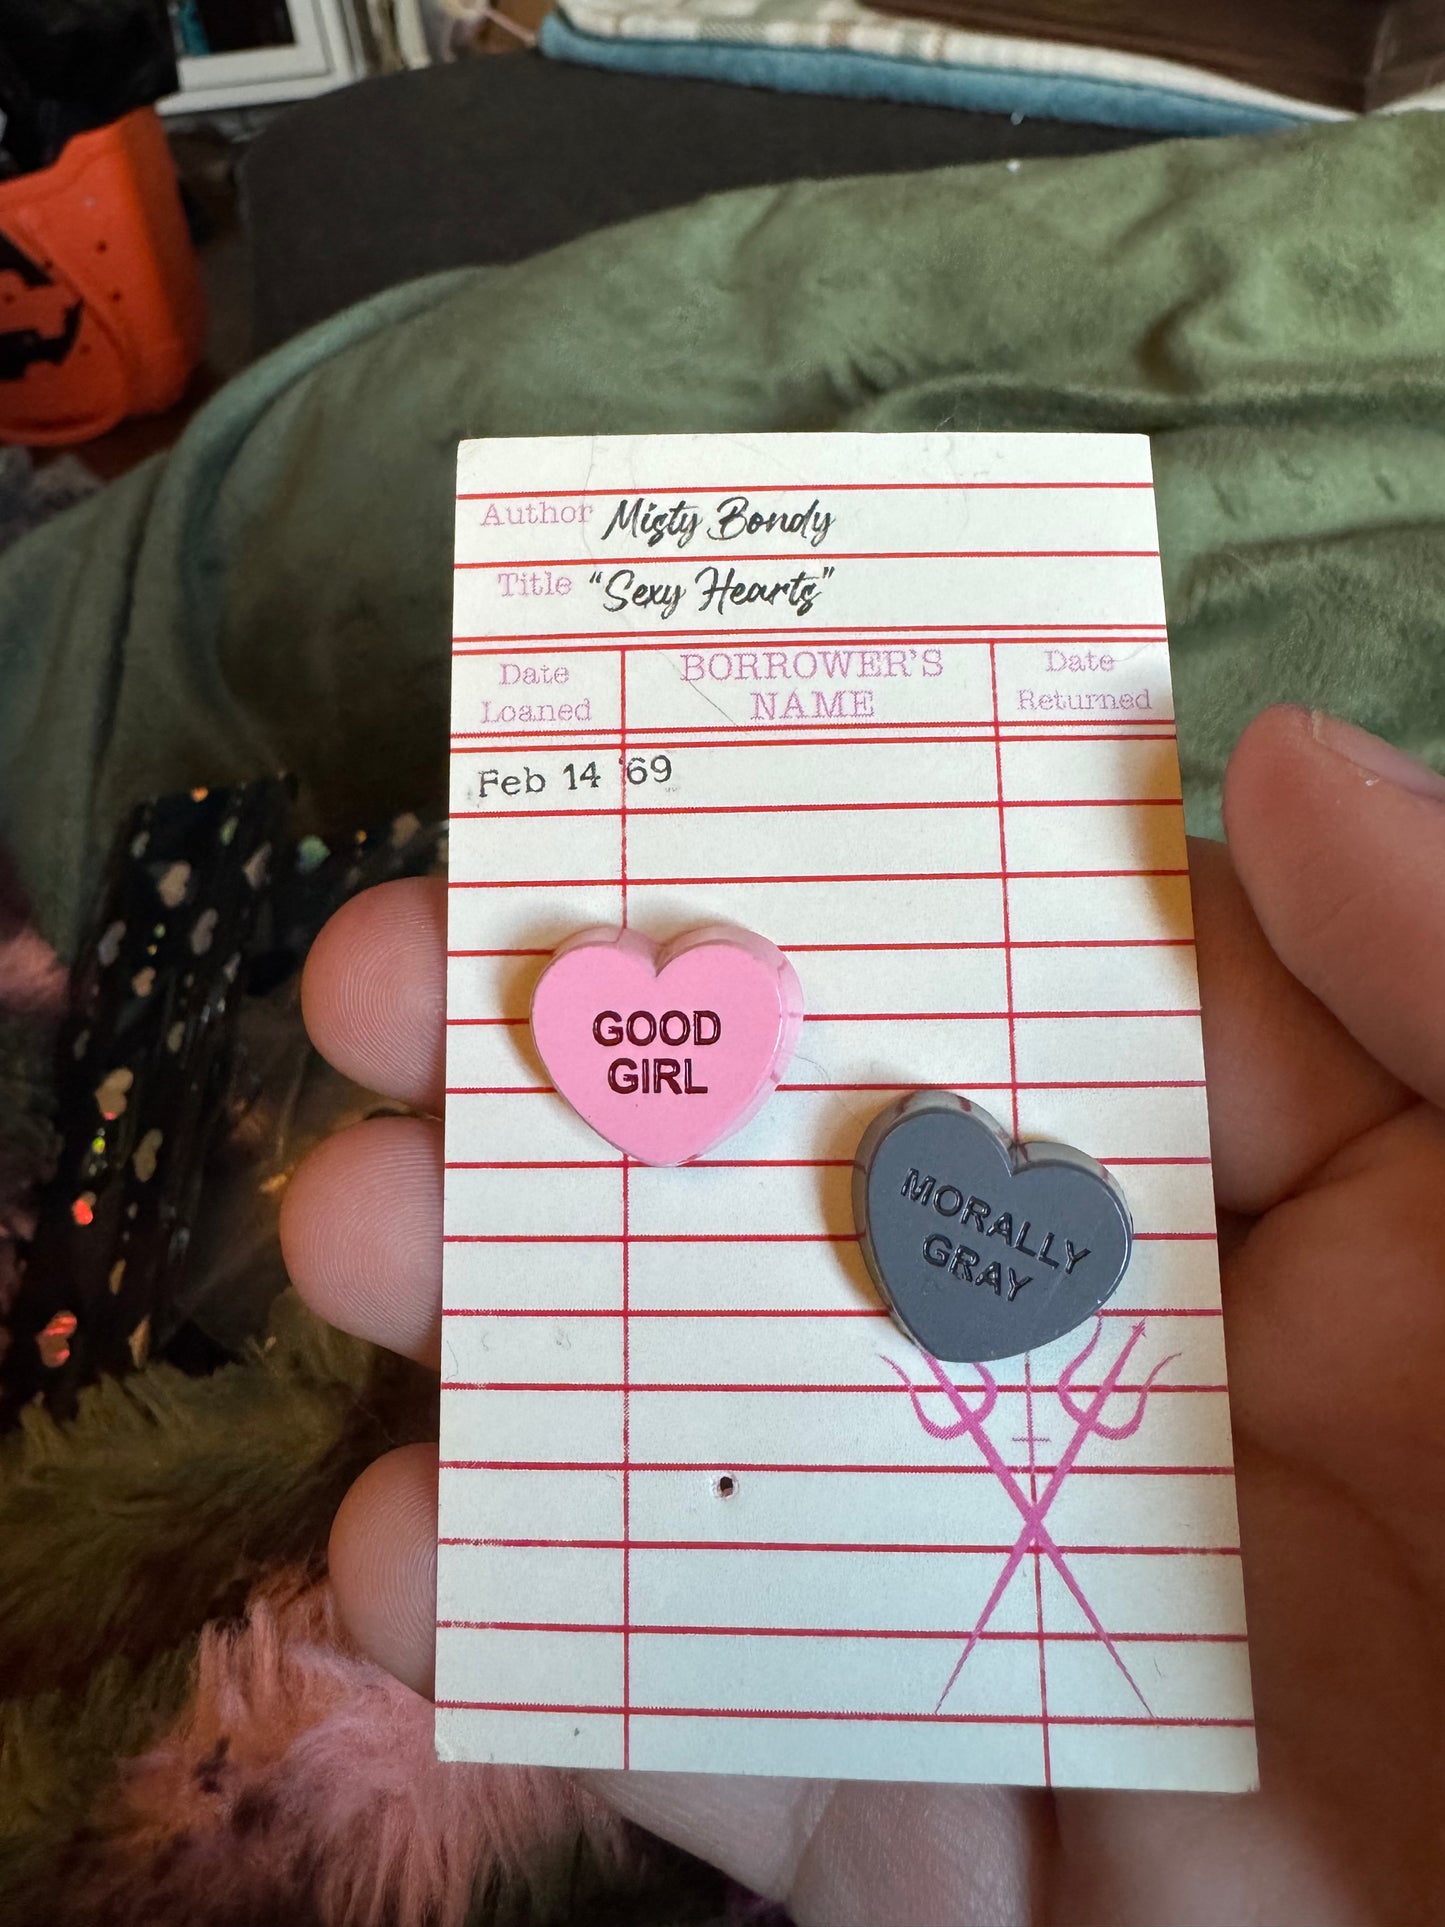 Author Misty Bondy
Title "Sexy Hearts"
Date Loaned
BORROWER'S NAME
Date Returned
Feb 14 '69
GOOD
GIRL
MORALLY
GRAY